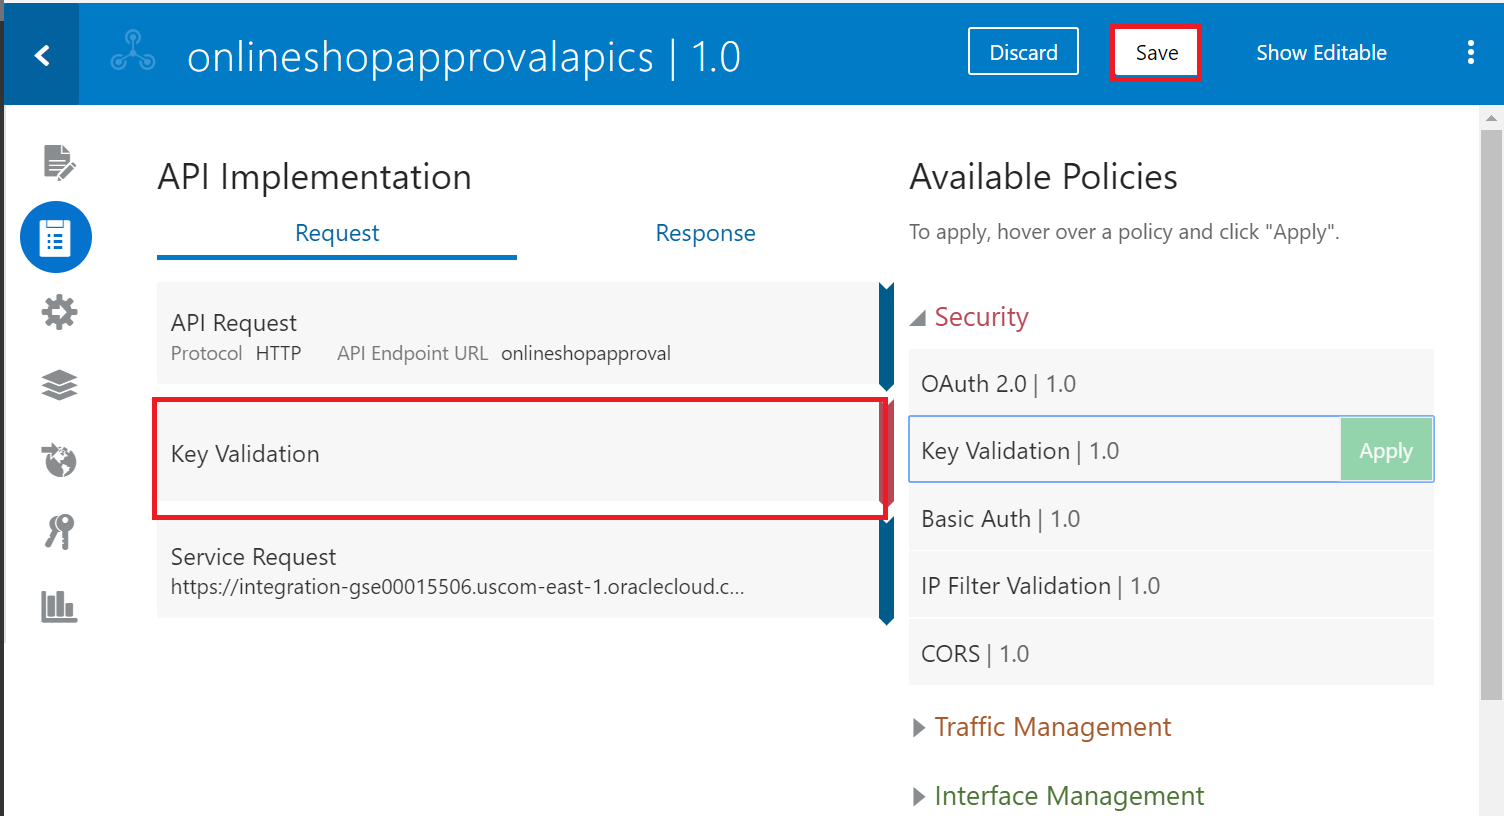 onlineshopapprovalapics | 1.0
Discard
Save
Show Editable
API Implementation
Request
Response
API Request
Protocol HTTP API Endpoint URL onlineshopapproval
Key Validation
Service Request
https://integration-gse00015506.uscom-east-1.oraclecloud.c...
Available Policies
To apply, hover over a policy and click "Apply".
Security
OAuth 2.0 | 1.0
Key Validation | 1.0
Apply
Basic Auth | 1.0
IP Filter Validation | 1.0
CORS | 1.0
Traffic Management
Interface Management